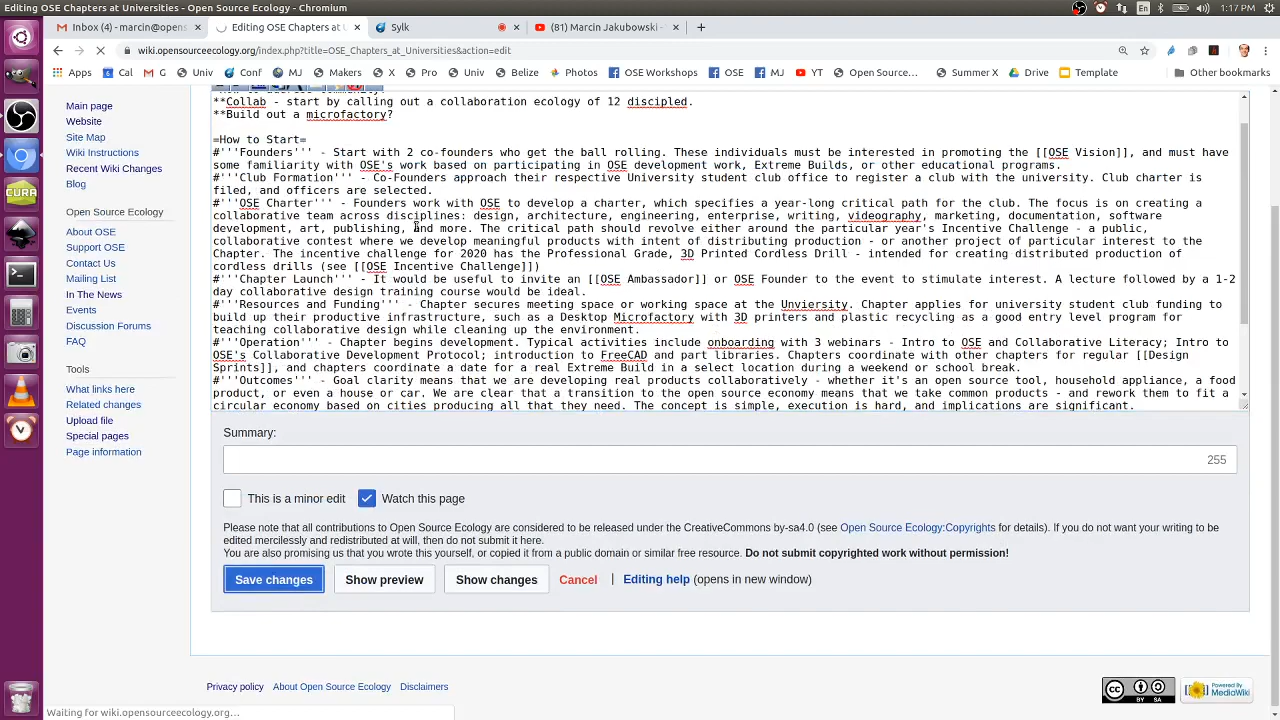 Editing OSE Chapters at Universities - Open Source Ecology - Chromium
En
1:17 PM
Inbox (4) - marcin@opens
Editing OSE Chapters at U
Sylk
(B1) Marcin Jakubowski -
wiki.opensourceecology.org/index.php?title=OSE_Chapters_at_Universities&action=edit
Apps
Cal
G
Univ
Conf
MJ
Makers
X
Pro
Univ
Belize
Photos
OSE Workshops
OSE
MJ
YT
Open Source…
Summer X
Drive
Template
Other bookmarks
Main page
Website
Site Map
Wiki Instructions
Recent Wiki Changes
Blog
Open Source Ecology
About OSE
Support OSE
Contact Us
Mailing List
In The News
Events
Discussion Forums
FAQ
Tools
What links here
Related changes
Upload file
Special pages
Page information
**Collab - start by calling out a collaboration ecology of 12 discipled.
**Build out a microfactory?
=How to Start=
#'''Founders''' - Start with 2 co-founders who get the ball rolling. These individuals must be interested in promoting the [[OSE Vision]], and must have
some familiarity with OSE's work based on participating in OSE development work, Extreme Builds, or other educational programs.
#'''Club Formation''' - Co-Founders approach their respective University student club office to register a club with the university. Club charter is
filed, and officers are selected.
#'''OSE Charter''' - Founders work with OSE to develop a charter, which specifies a year-long critical path for the club. The focus is on creating a
collaborative team across disciplines: design, architecture, engineering, enterprise, writing, videography, marketing, documentation, software
development, art, publishing, and more. The critical path should revolve either around the particular year's Incentive Challenge - a public,
collaborative contest where we develop meaningful products with intent of distributing production - or another project of particular interest to the
Chapter. The incentive challenge for 2020 has the Professional Grade, 3D Printed Cordless Drill - intended for creating distributed production of
cordless drills (see [[OSE Incentive Challenge]])
#'''Chapter Launch''' - It would be useful to invite an [[OSE Ambassador]] or OSE Founder to the event to stimulate interest. A lecture followed by a 1-2
day collaborative design training course would be ideal.
#'''Resources and Funding''' - Chapter secures meeting space or working space at the Unviersity. Chapter applies for university student club funding to
build up their productive infrastructure, such as a Desktop Microfactory with 3D printers and plastic recycling as a good entry level program for
teaching collaborative design while cleaning up the environment.
#'''Operation''' - Chapter begins development. Typical activities include onboarding with 3 webinars - Intro to OSE and Collaborative Literacy; Intro to
OSE's Collaborative Development Protocol; introduction to FreeCAD and part libraries. Chapters coordinate with other chapters for regular [[Design
Sprints]], and chapters coordinate a date for a real Extreme Build in a select location during a weekend or school break.
#'''Outcomes''' - Goal clarity means that we are developing real products collaboratively - whether it's an open source tool, household appliance, a food
product, or even a house or car. We are clear that a transition to the open source economy means that we take common products - and rework them to fit a
circular economy based on cities producing all that they need. The concept is simple, execution is hard, and implications are significant.
Summary:
255
This is a minor edit
Watch this page
Please note that all contributions to Open Source Ecology are considered to be released under the CreativeCommons by-sa4.0 (see Open Source Ecology:Copyrights for details). If you do not want your writing to be
edited mercilessly and redistributed at will, then do not submit it here.
You are also promising us that you wrote this yourself, or copied it from a public domain or similar free resource. Do not submit copyrighted work without permission!
Save changes
Show preview
Show changes
Cancel
|
Editing help (opens in new window)
Privacy policy
About Open Source Ecology
Disclaimers
cc
BY SA
Powered By
MediaWiki
Waiting for wiki.opensourceecology.org…
CURA